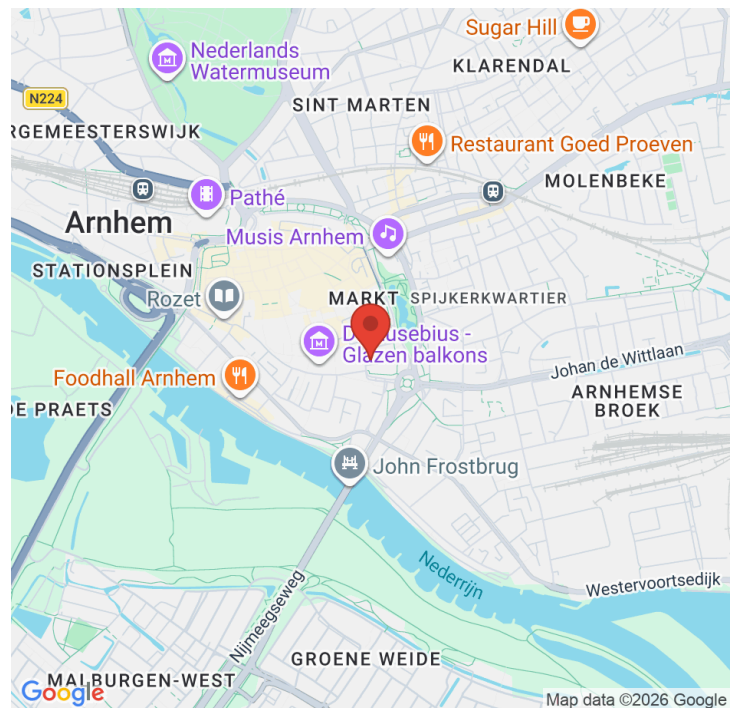 Sugar Hill
Nederlands
Watermuseum
KLARENDAL
N224
SINT MARTEN
RGEMEESTERSWIJK
Restaurant Goed Proeven
MOLENBEKE
Pathé
Arnhem
Musis Arnhem
STATIONSPLEIN
Rozet
MARKT
SPIJKERKWARTIER
D usebius -
Glazen balkons
Johan de Wittlaan
Foodhall Arnhem
ARNHEMSE
BROEK
DE PRAETS
John Frostbrug
Nederrijn
Westervoortsedijk
Nijmeegseweg
GROENE WEIDE
MALBURGEN-WEST
Google
Map data ©2026 Google